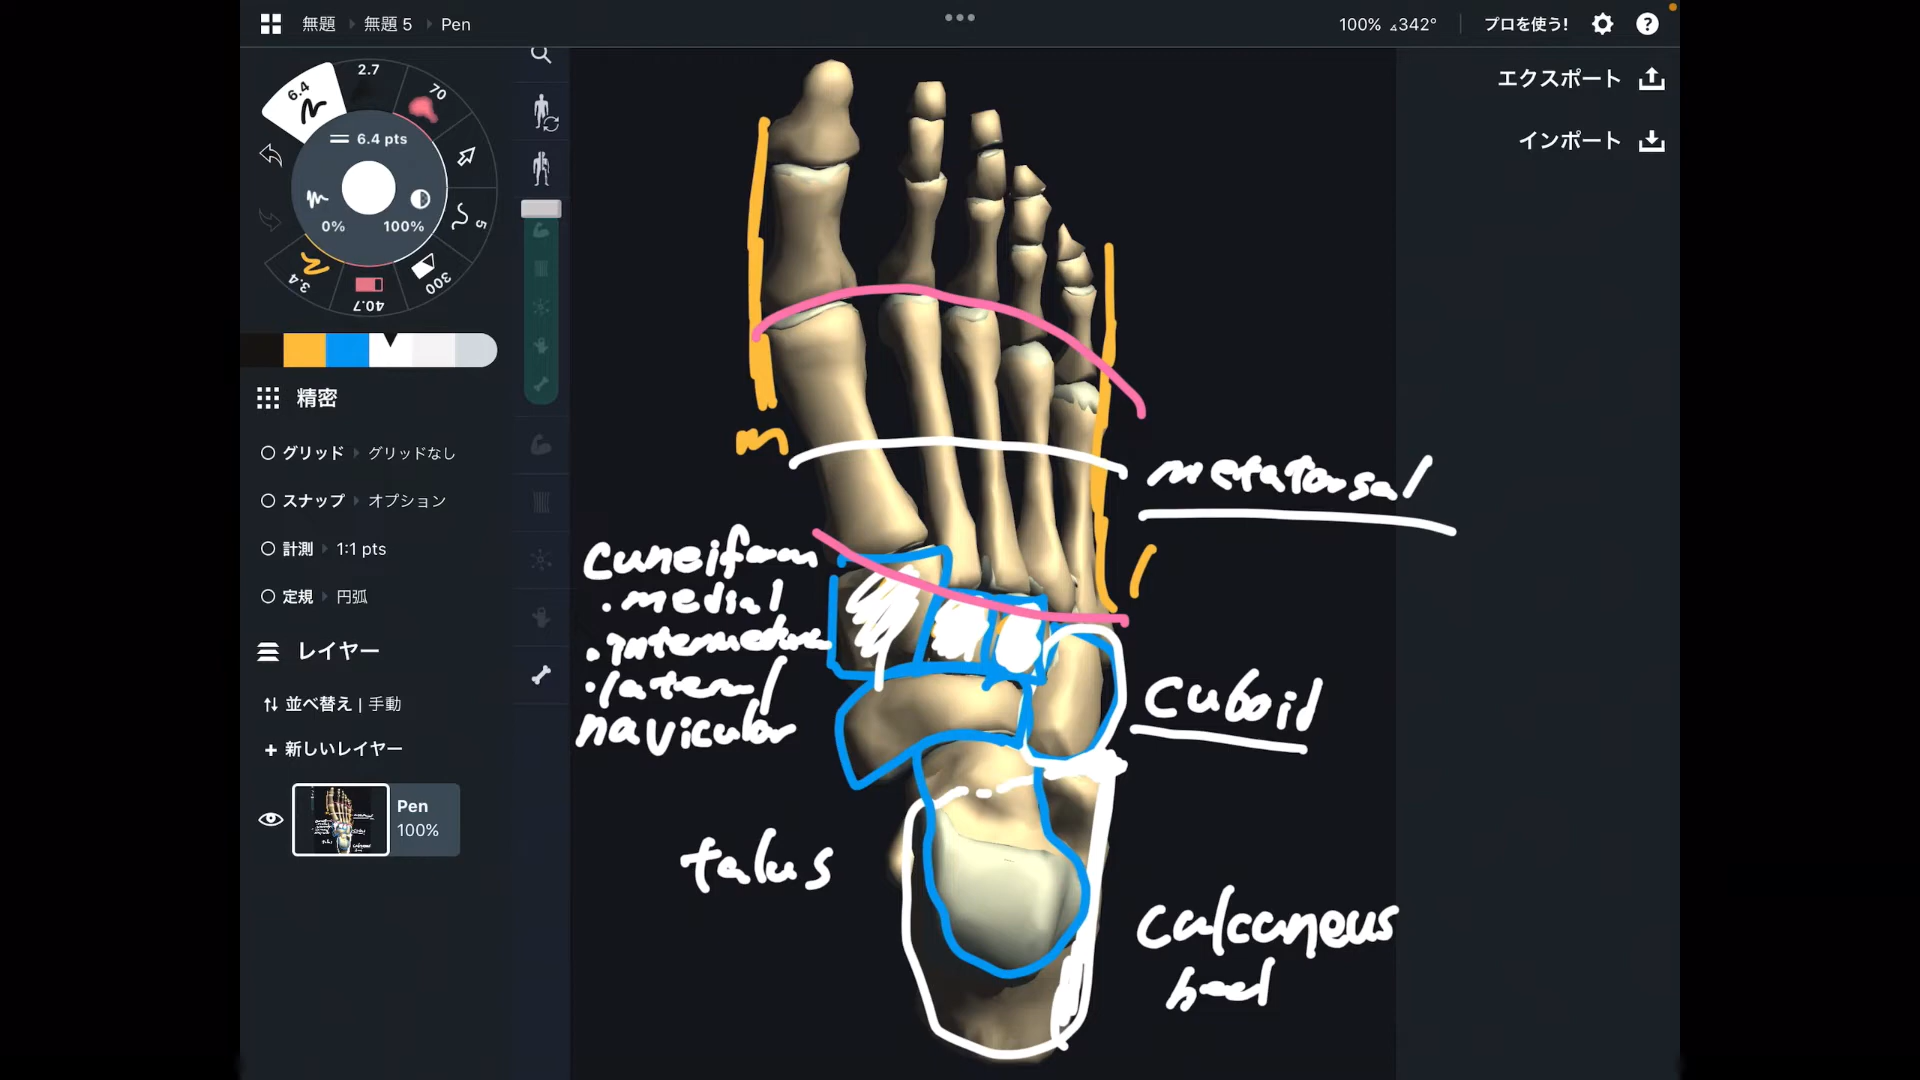 無題 無題 5 Pen
100% ⊿342°
プロを使う!
エクスポート
インポート
2.7
6.4
70
6.4 pts
0% 100%
5
3.4
40.7
300
精密
グリッド グリッドなし
スナップ オプション
計測 1:1 pts
定規 円弧
レイヤー
並べ替え | 手動
+ 新しいレイヤー
Pen
100%
m
l
metatarsal
cuneiform
・medial
・lateral
navicular
cuboid
talus
calcaneus
heel